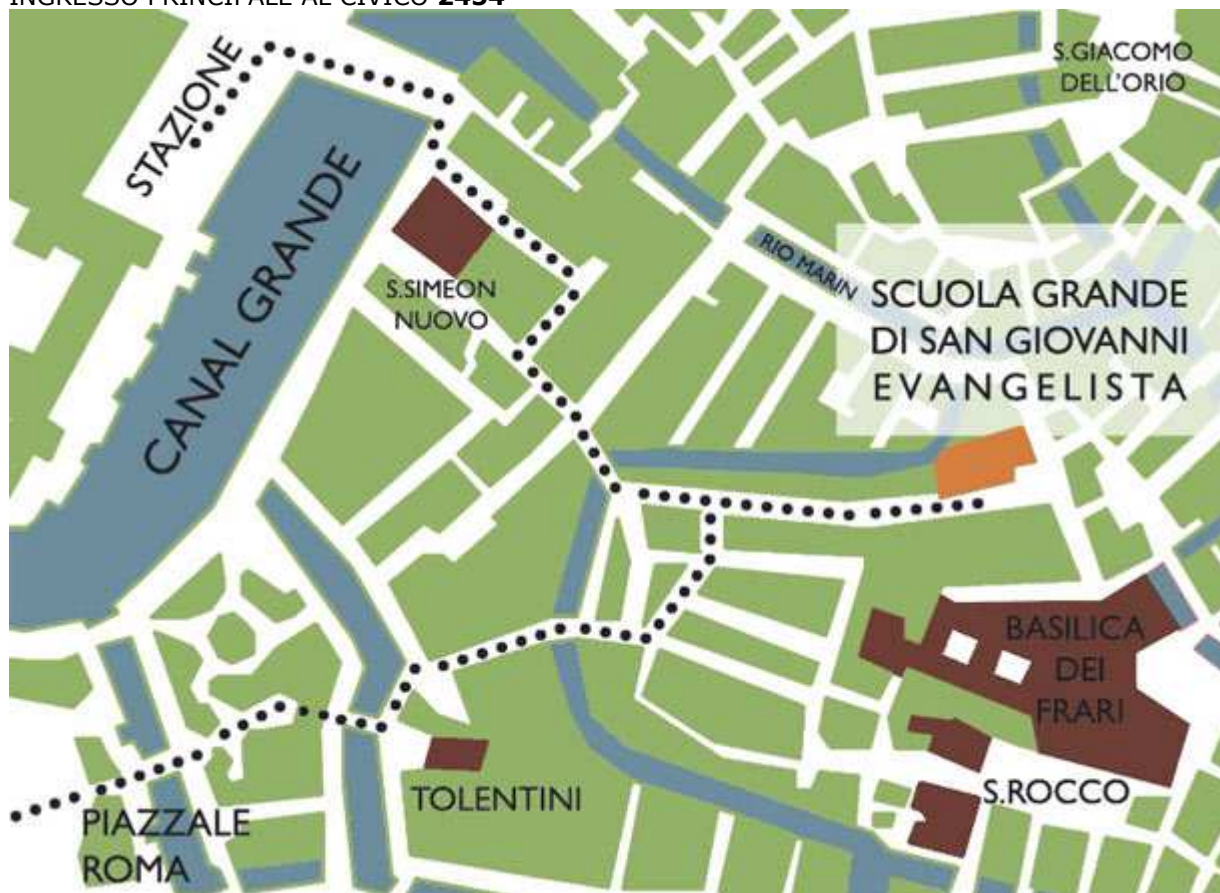 INGRESSO PRINCIPALE AL CIVICO 2454
STAZIONE
S.GIACOMO
DELL'ORIO
CANAL GRANDE
S.SIMEON
NUOVO
RIO MARIN
SCUOLA GRANDE
DI SAN GIOVANNI
EVANGELISTA
BASILICA
DEI
FRARI
TOLENTINI
S.ROCCO
PIAZZALE
ROMA